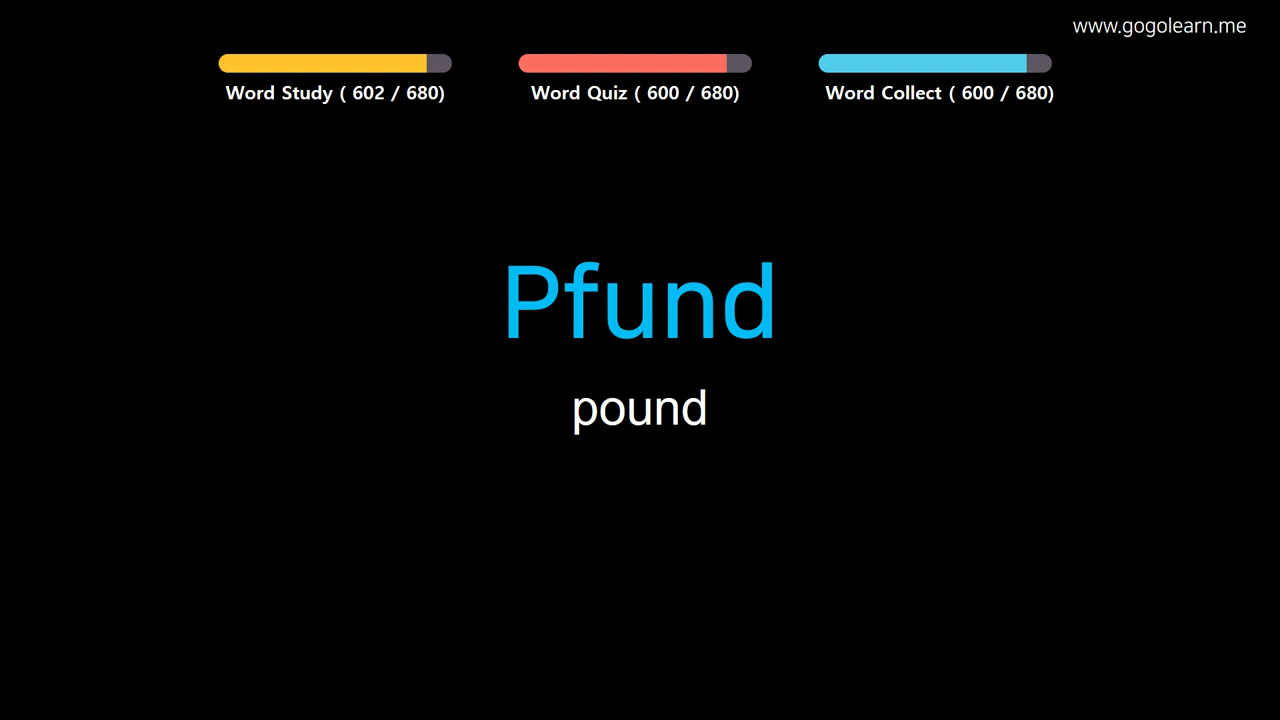 www.gogolearn.me
Word Study ( 602 / 680)
Word Quiz ( 600 / 680)
Word Collect ( 600 / 680)
Pfund
pound